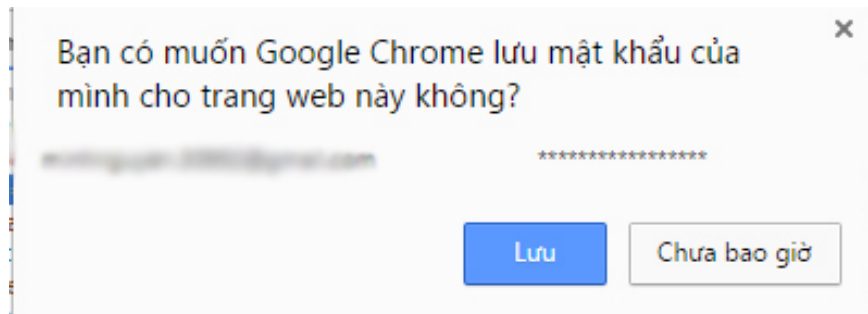 Bạn có muốn Google Chrome lưu mật khẩu của
mình cho trang web này không?
*****************
Lưu
Chưa bao giờ